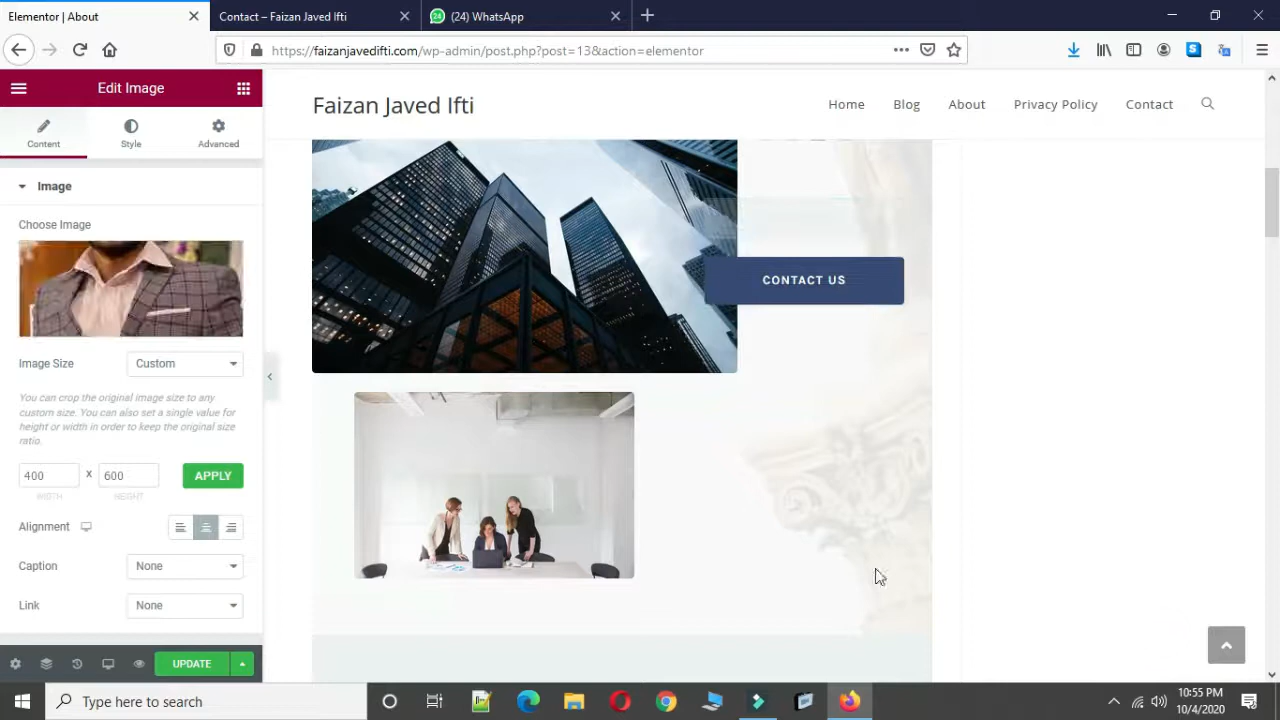 Elementor | About
Contact – Faizan Javed Ifti
(24) WhatsApp
https://faizanjavedifti.com/wp-admin/post.php?post=13&action=elementor
Edit Image
Content
Style
Advanced
Image
Choose Image
Image Size
Custom
You can crop the original image size to any
custom size. You can also set a single value for
height or width in order to keep the original size
ratio.
400 x 600 APPLY
WIDTH
HEIGHT
Alignment
Caption
None
Link
None
UPDATE
Faizan Javed Ifti
Home
Blog
About
Privacy Policy
Contact
CONTACT US
Type here to search
10:55 PM
10/4/2020